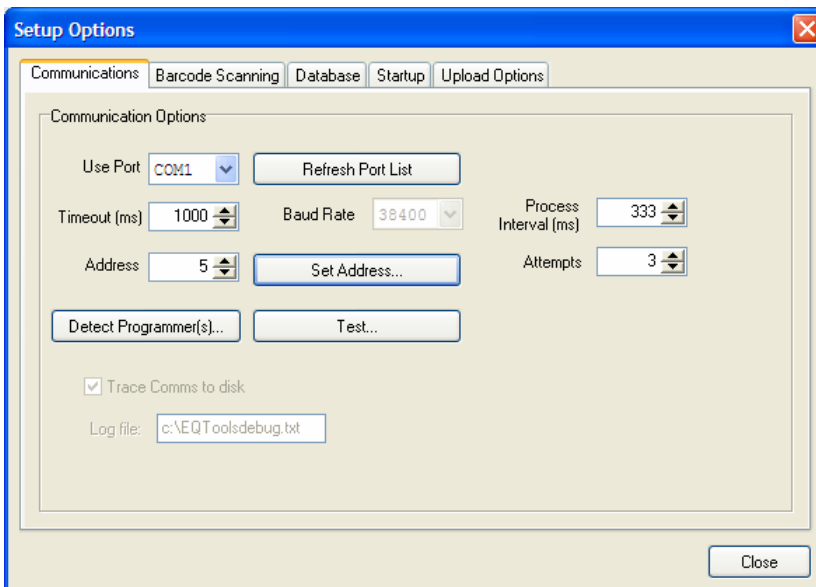 Setup Options
Communications Barcode Scanning Database Startup Upload Options
Communication Options
Use Port COM1 Refresh Port List
Timeout (ms) 1000 Baud Rate 38400 Process Interval (ms) 333
Address 5 Set Address... Attempts 3
Detect Programmer(s)... Test...
Trace Comms to disk
Log file: c:\EQToolsdebug.txt
Close